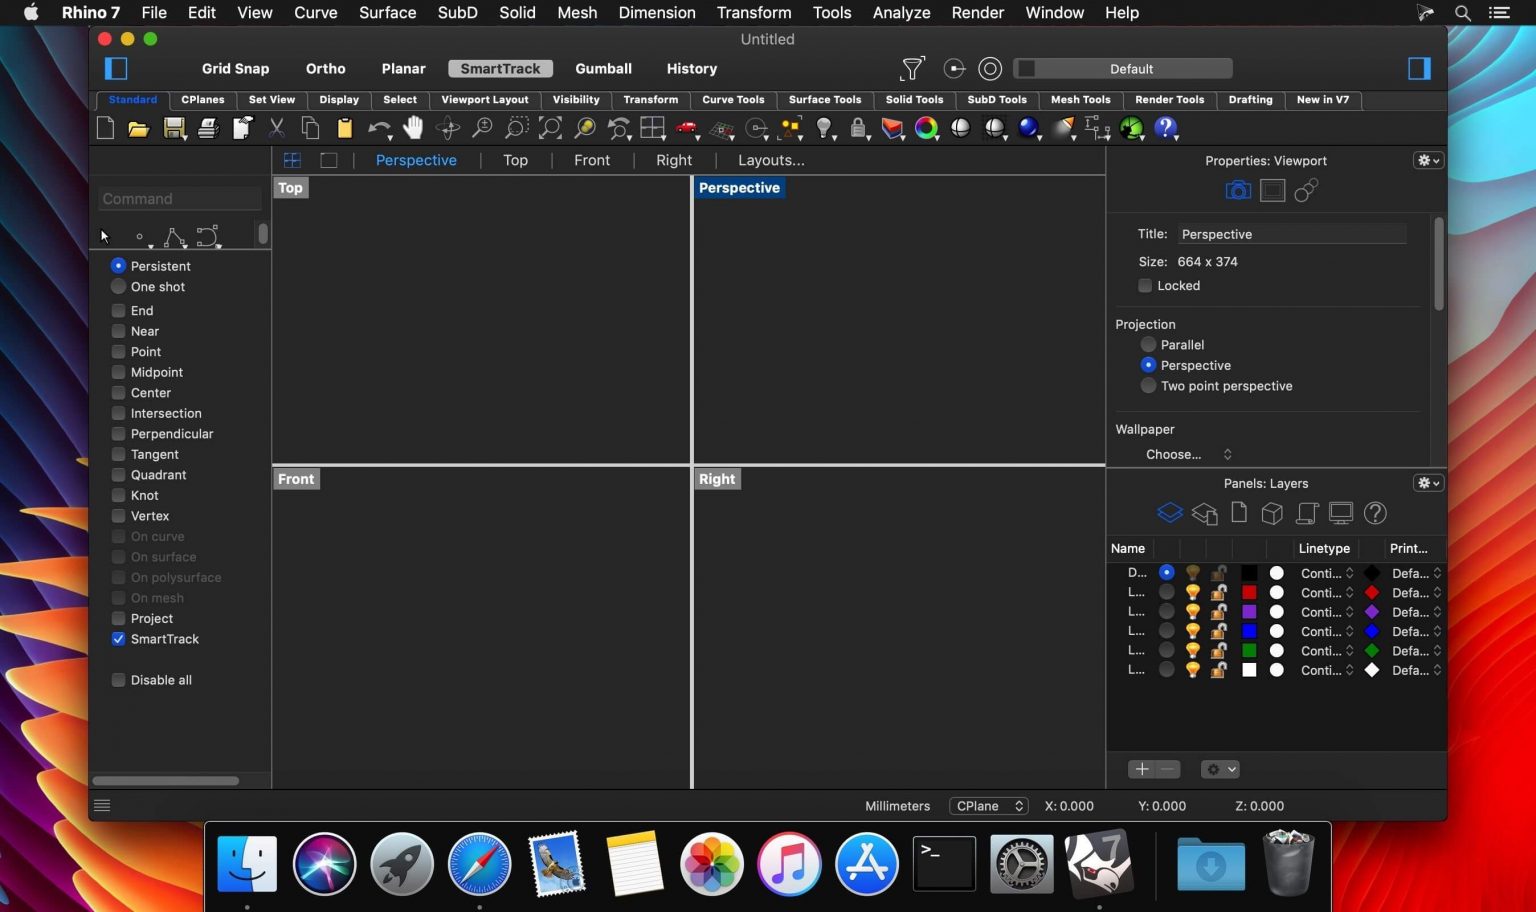 Rhino 7 File Edit View Curve Surface SubD Solid Mesh Dimension Transform Tools Analyze Render Window Help
Untitled
Grid Snap Ortho Planar SmartTrack Gumball History Default
Standard CPlanes Set View Display Select Viewport Layout Visibility Transform Curve Tools Surface Tools Solid Tools SubD Tools Mesh Tools Render Tools Drafting New in V7
Perspective Top Front Right Layouts...
Command
Persistent
One shot
End
Near
Point
Midpoint
Center
Intersection
Perpendicular
Tangent
Quadrant
Knot
Vertex
On curve
On surface
On polysurface
On mesh
Project
SmartTrack
Disable all
Top
Perspective
Front
Right
Properties: Viewport
Title: Perspective
Size: 664 x 374
Locked
Projection
Parallel
Perspective
Two point perspective
Wallpaper
Choose...
Panels: Layers
Name Linetype Print...
D... Conti... Defa...
L... Conti... Defa...
L... Conti... Defa...
L... Conti... Defa...
L... Conti... Defa...
L... Conti... Defa...
Millimeters CPlane X: 0.000 Y: 0.000 Z: 0.000
>_
7